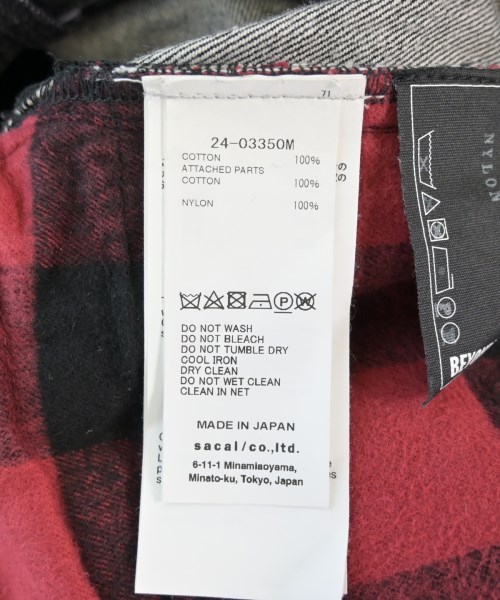 71
24-03350M
COTTON 100%
ATTACHED PARTS
COTTON 100%
NYLON 100%
DO NOT WASH
DO NOT BLEACH
DO NOT TUMBLE DRY
COOL IRON
DRY CLEAN
DO NOT WET CLEAN
CLEAN IN NET
MADE IN JAPAN
sacai/co.,ltd.
6-11-1 Minamiaoyama,
Minato-ku, Tokyo, Japan
NYLON